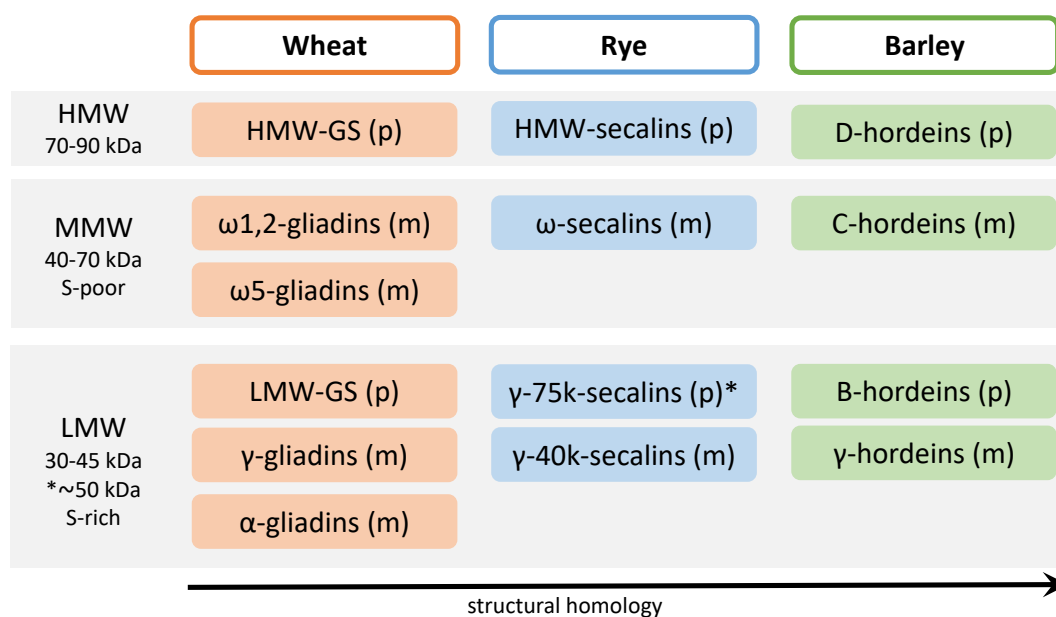 Wheat
Rye
Barley
HMW
70-90 kDa
HMW-GS (p)
HMW-secalins (p)
D-hordeins (p)
MMW
40-70 kDa
S-poor
ω1,2-gliadins (m)
ω-secalins (m)
C-hordeins (m)
ω5-gliadins (m)
LMW
30-45 kDa
*~50 kDa
S-rich
LMW-GS (p)
γ-75k-secalins (p)*
B-hordeins (p)
γ-gliadins (m)
γ-40k-secalins (m)
γ-hordeins (m)
α-gliadins (m)
structural homology